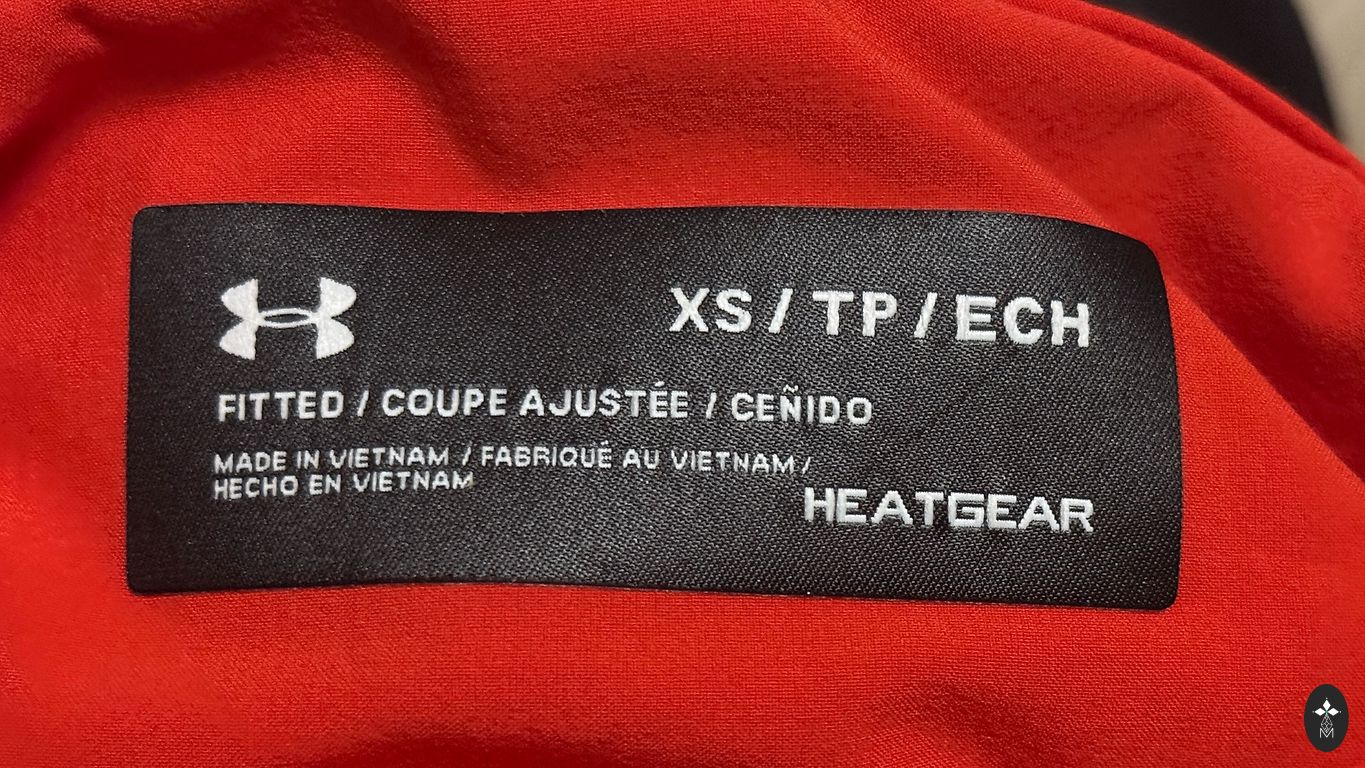 XS / TP / ECH
FITTED / COUPE AJUSTÉE / CEÑIDO
MADE IN VIETNAM / FABRIQUÉ AU VIETNAM /
HECHO EN VIETNAM
HEATGEAR
M